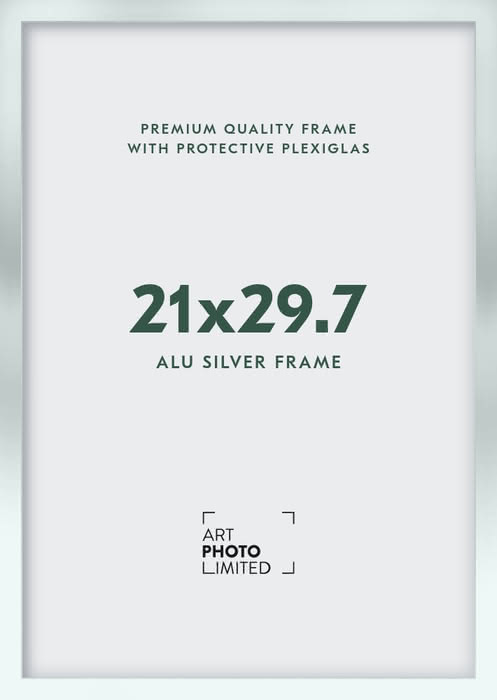 PREMIUM QUALITY FRAME
WITH PROTECTIVE PLEXIGLAS
21x29.7
ALU SILVER FRAME
ART
PHOTO
LIMITED